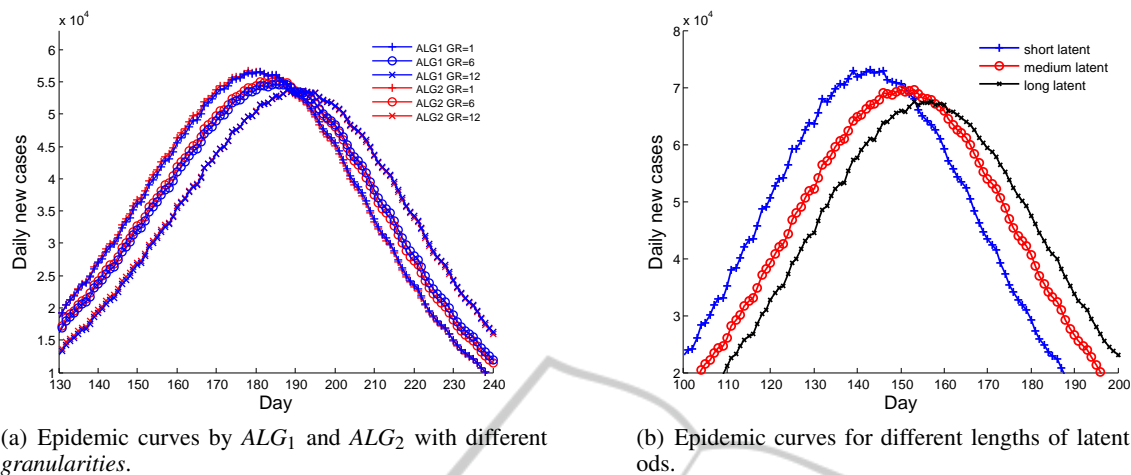 x 10⁴
6
5.5
5
4.5
4
3.5
3
2.5
2
1.5
1
130 140 150 160 170 180 190 200 210 220 230 240
Day
Daily new cases
ALG1 GR=1
ALG1 GR=6
ALG1 GR=12
ALG2 GR=1
ALG2 GR=6
ALG2 GR=12
(a) Epidemic curves by ALG₁ and ALG₂ with different
granularities.
x 10⁴
8
7
6
5
4
3
2
100 110 120 130 140 150 160 170 180 190 200
Day
Daily new cases
short latent
medium latent
long latent
(b) Epidemic curves for different lengths of latent
ods.